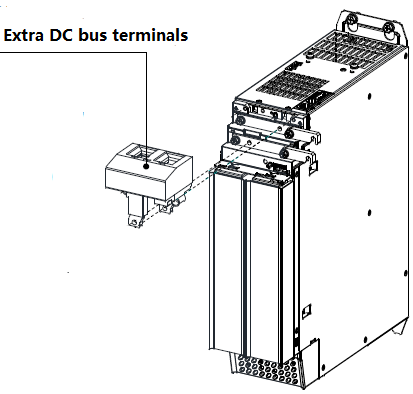 Extra DC bus terminals